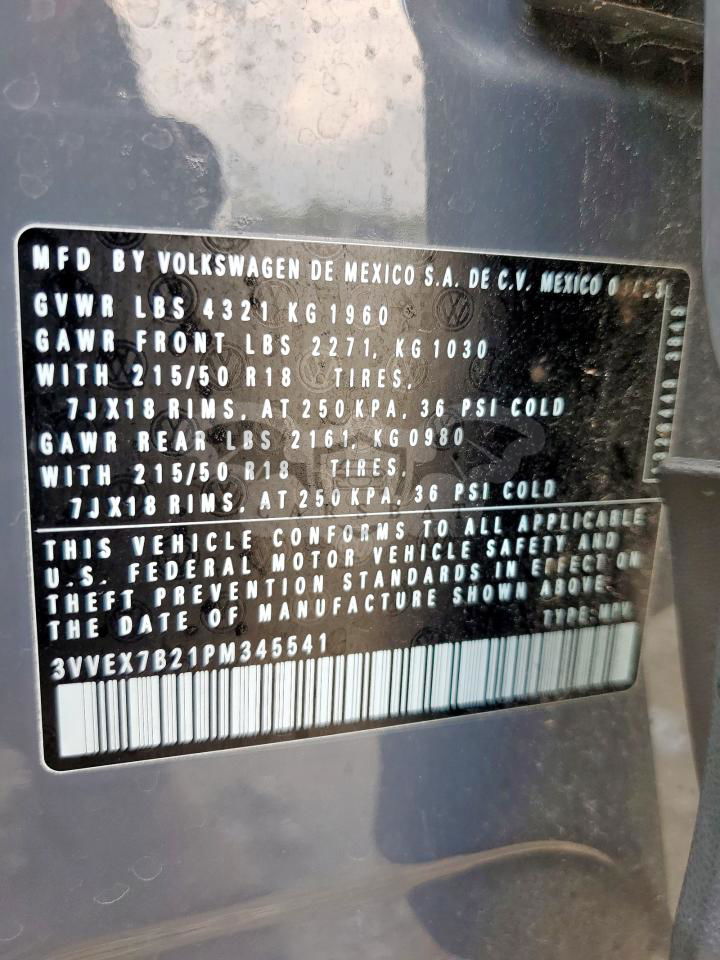 MFD BY VOLKSWAGEN DE MEXICO S.A. DE C.V. MEXICO
GVWR LBS 4321 KG 1960
GAWR FRONT LBS 2271, KG 1030
WITH 215/50 R18 TIRES,
7JX18 RIMS, AT 250 KPA, 36 PSI COLD
GAWR REAR LBS 2161, KG 0980
WITH 215/50 R18 TIRES,
7JX18 RIMS, AT 250 KPA, 36 PSI COLD
THIS VEHICLE CONFORMS TO ALL APPLICABLE
U.S. FEDERAL MOTOR VEHICLE SAFETY AND
THEFT PREVENTION STANDARDS IN EFFECT ON
THE DATE OF MANUFACTURE SHOWN ABOVE
TYPE:MPV
3VVEX7B21PM345541